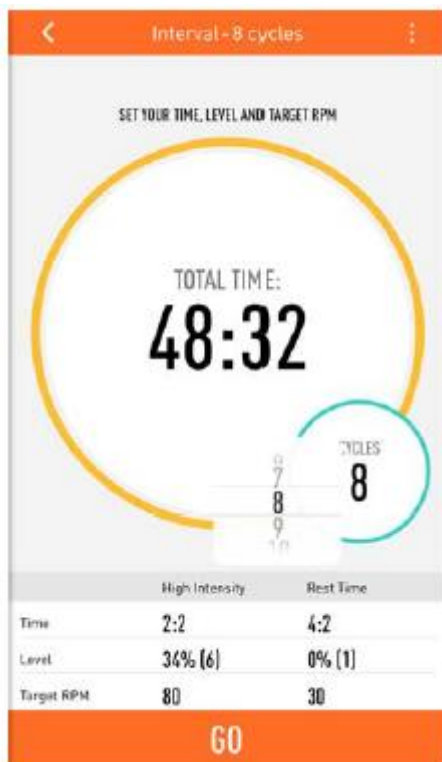 Interval-8 cycles
SET YOUR TIME, LEVEL AND TARGET RPM
TOTAL TIME:
48:32
CYCLES
8
7
8
9
10
High Intensity Rest Time
Time 2:2 4:2
Level 34% (6) 0% (1)
Target RPM 80 30
GO